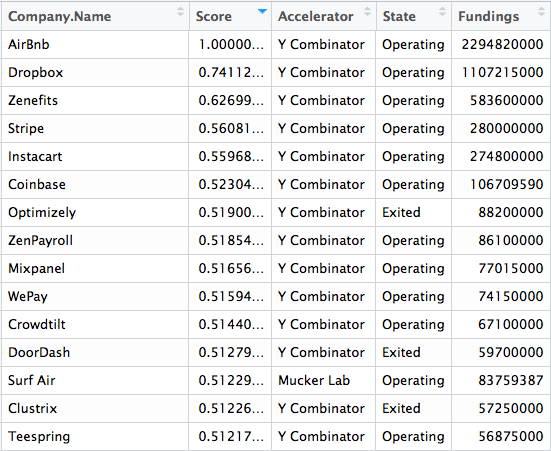 Company.Name Score Accelerator State Fundings
AirBnb 1.00000... Y Combinator Operating 2294820000
Dropbox 0.74112... Y Combinator Operating 1107215000
Zenefits 0.62699... Y Combinator Operating 583600000
Stripe 0.56081... Y Combinator Operating 280000000
Instacart 0.55968... Y Combinator Operating 274800000
Coinbase 0.52304... Y Combinator Operating 106709590
Optimizely 0.51900... Y Combinator Exited 88200000
ZenPayroll 0.51854... Y Combinator Operating 86100000
Mixpanel 0.51656... Y Combinator Operating 77015000
WePay 0.51594... Y Combinator Operating 74150000
Crowdtilt 0.51440... Y Combinator Operating 67100000
DoorDash 0.51279... Y Combinator Exited 59700000
Surf Air 0.51229... Mucker Lab Operating 83759387
Clustrix 0.51226... Y Combinator Exited 57250000
Teespring 0.51217... Y Combinator Operating 56875000